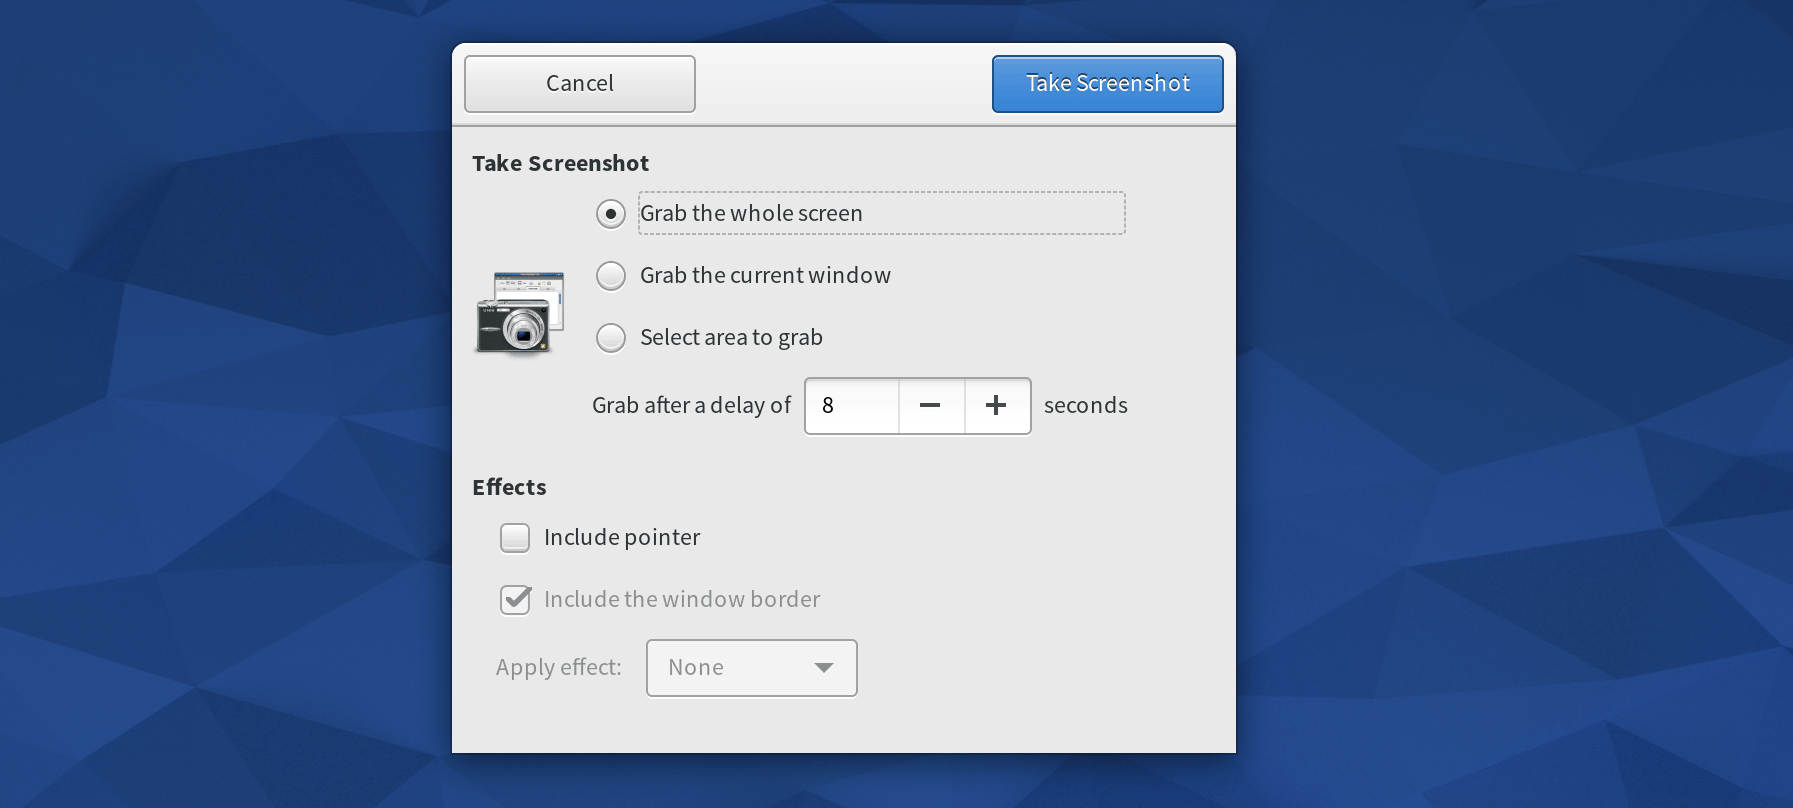 Cancel
Take Screenshot
Take Screenshot
Grab the whole screen
Grab the current window
Select area to grab
Grab after a delay of 8 seconds
Effects
Include pointer
Include the window border
Apply effect: None